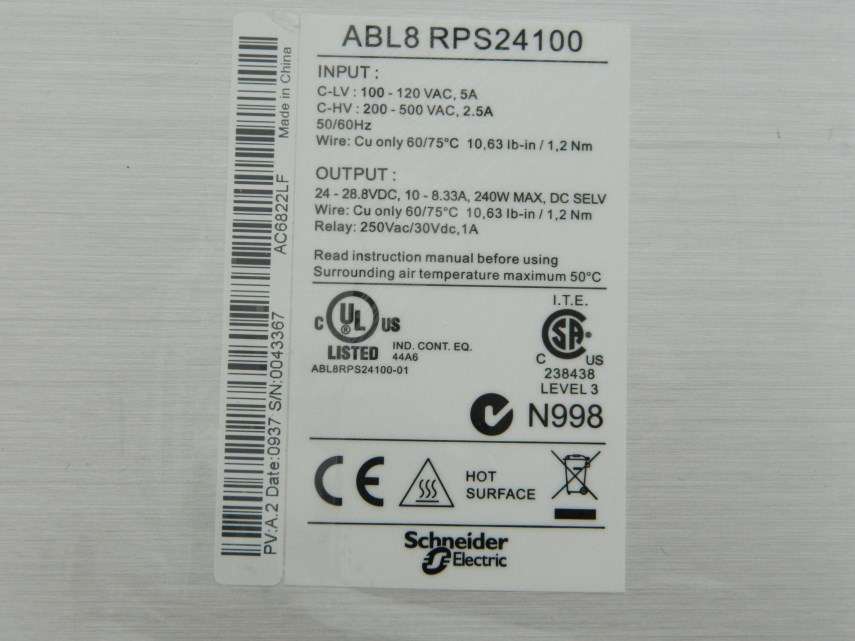 ABL8 RPS24100
INPUT :
C-LV : 100 - 120 VAC, 5A
C-HV : 200 - 500 VAC, 2.5A
50/60Hz
Wire: Cu only 60/75°C 10,63 lb-in / 1,2 Nm
OUTPUT :
24 - 28.8VDC, 10 - 8.33A, 240W MAX, DC SELV
Wire: Cu only 60/75°C 10,63 lb-in / 1,2 Nm
Relay: 250Vac/30Vdc,1A
Read instruction manual before using
Surrounding air temperature maximum 50°C
C UL ® US
LISTED
IND. CONT. EQ.
44A6
ABL8RPS24100-01
I.T.E.
SA
C US
238438
LEVEL 3
N998
CE
HOT
SURFACE
Schneider
Electric
PV:A.2 Date:0937 S/N:0043367 AC6822LF Made in China